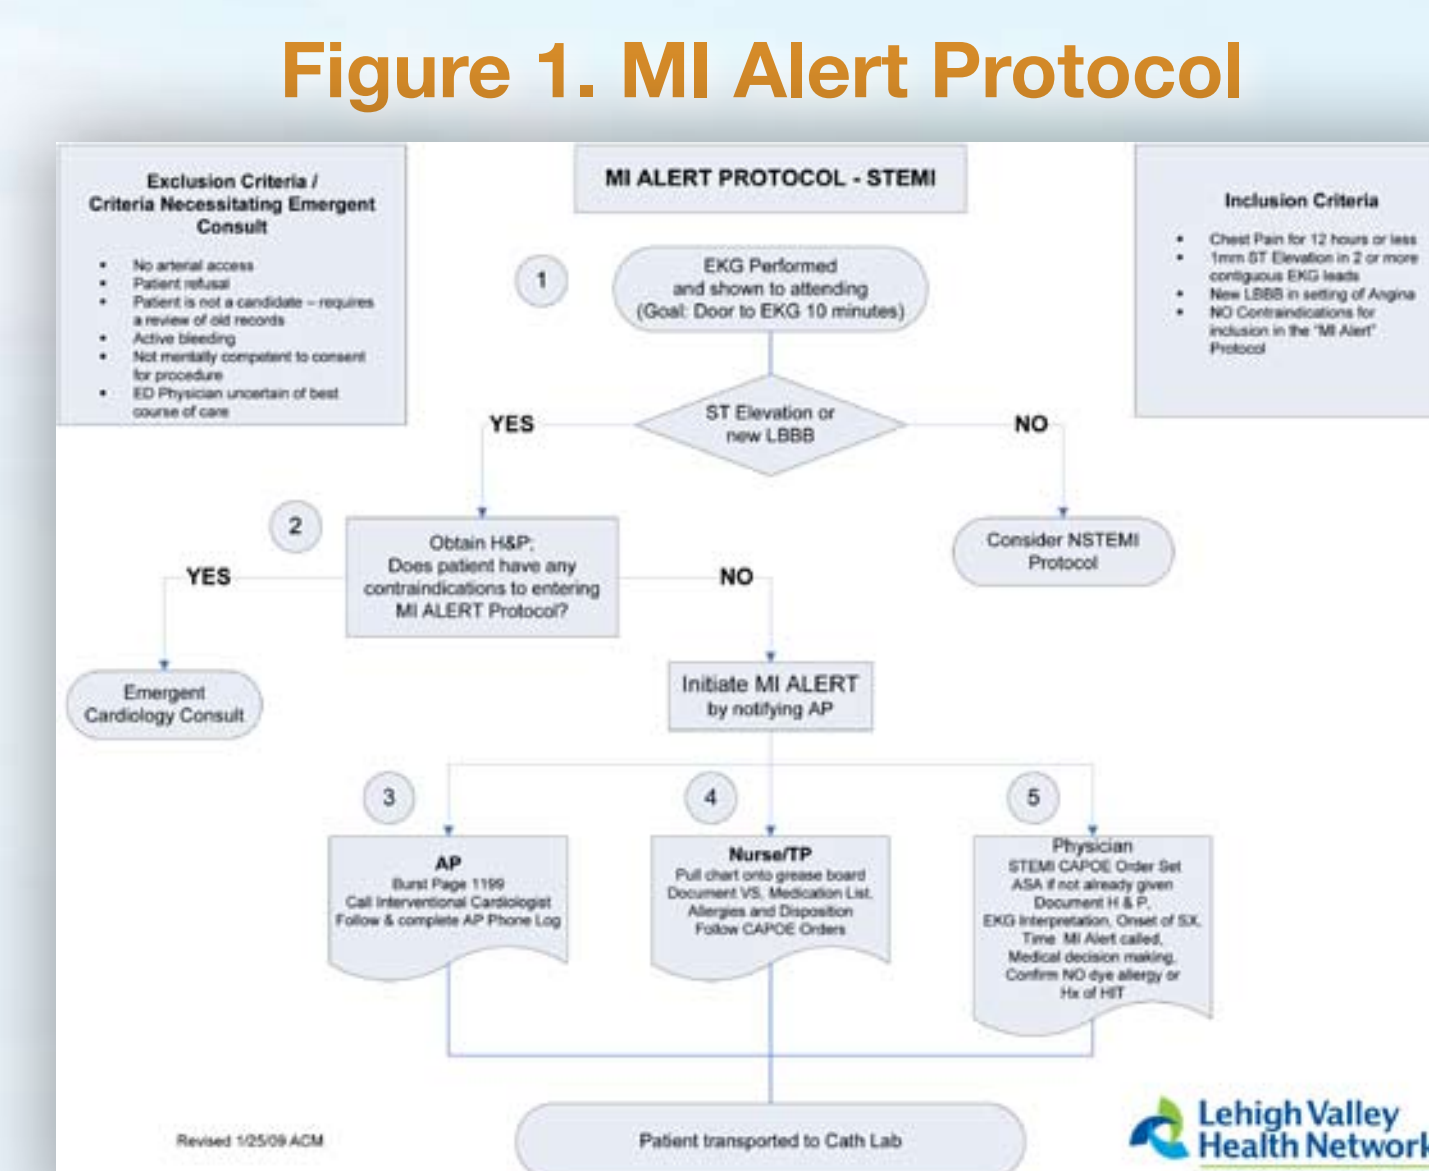 Figure 1. MI Alert Protocol
Exclusion Criteria /
Criteria Necessitating Emergent
Consult
• No arterial access
• Patient refusal
• Patient is not a candidate – requires
a review of old records
• Active bleeding
• Not mentally competent to consent
for procedure
• ED Physician uncertain of best
course of care
MI ALERT PROTOCOL - STEMI
Inclusion Criteria
• Chest Pain for 12 hours or less
• 1mm ST Elevation in 2 or more
contiguous EKG leads
• New LBBB in setting of Angina
• NO Contraindications for
inclusion in the "MI Alert"
Protocol
1
EKG Performed
and shown to attending
(Goal: Door to EKG 10 minutes)
ST Elevation or
new LBBB
YES
NO
2
Obtain H&P;
Does patient have any
contraindications to entering
MI ALERT Protocol?
Consider NSTEMI
Protocol
YES
NO
Emergent
Cardiology Consult
Initiate MI ALERT
by notifying AP
3
AP
Burst Page 1199
Call Interventional Cardiologist
Follow & complete AP Phone Log
4
Nurse/TP
Pull chart onto grease board
Document VS, Medication List,
Allergies and Disposition
Follow CAPOE Orders
5
Physician
STEMI CAPOE Order Set
ASA if not already given
Document H & P,
EKG Interpretation, Onset of SX,
Time MI Alert called,
Medical decision making,
Confirm NO dye allergy or
Hx of HIT
Patient transported to Cath Lab
Revised 1/25/09 ACM
Lehigh Valley
Health Network